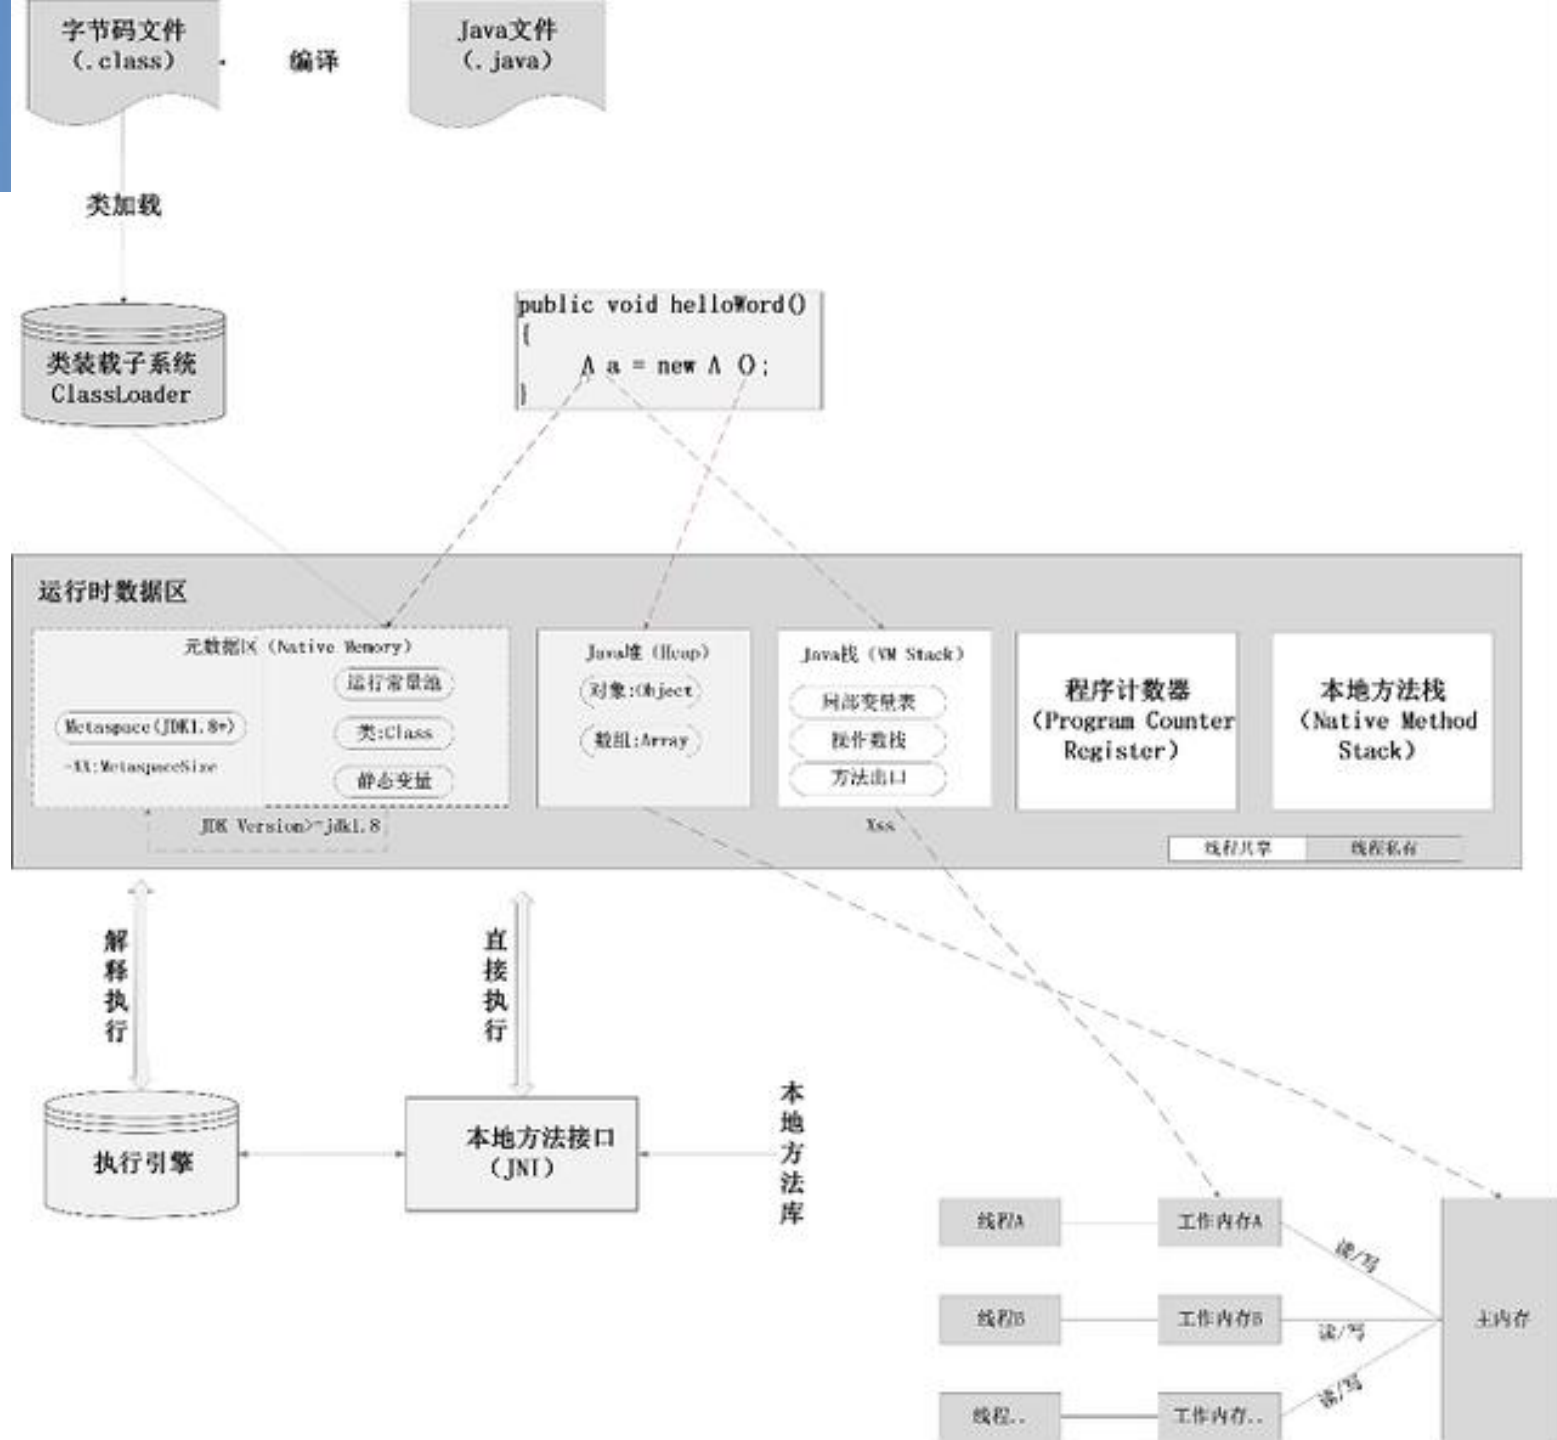 字节码文件
（.class）
编译
Java文件
（.java）
类加载
类装载子系统
ClassLoader
public void helloWord()
{
A a = new A ();
}
运行时数据区
元数据区（Native Memory）
运行常量池
Metaspace(JDK1.8+)
类:Class
-XX:MetaspaceSize
静态变量
JDK Version>=jdk1.8
Java堆（Heap）
对象:Object
数组:Array
Java栈（VM Stack）
局部变量表
操作数栈
方法出口
Xss
程序计数器
（Program Counter
Register）
本地方法栈
（Native Method
Stack）
线程共享
线程私有
解释执行
直接执行
执行引擎
本地方法接口
（JNI）
本地方法库
线程A
工作内存A
读/写
线程B
工作内存B
读/写
主内存
线程..
工作内存..
读/写